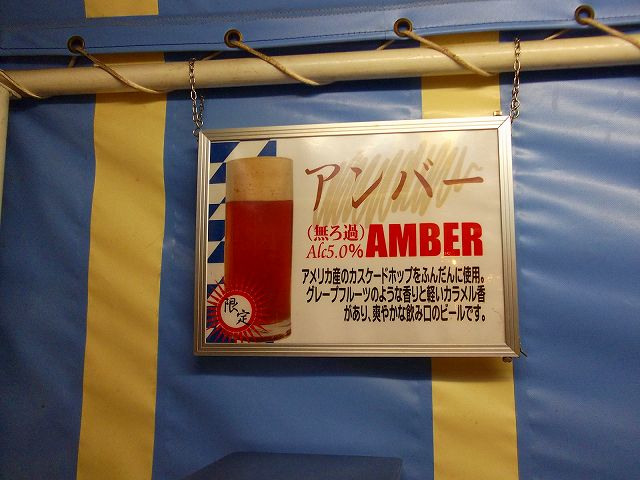 アンバー
(無ろ過)
Alc5.0% AMBER
アメリカ産のカスケードホップをふんだんに使用。
グレープフルーツのような香りと軽いカラメル香
があり、爽やかな飲み口のビールです。
限定